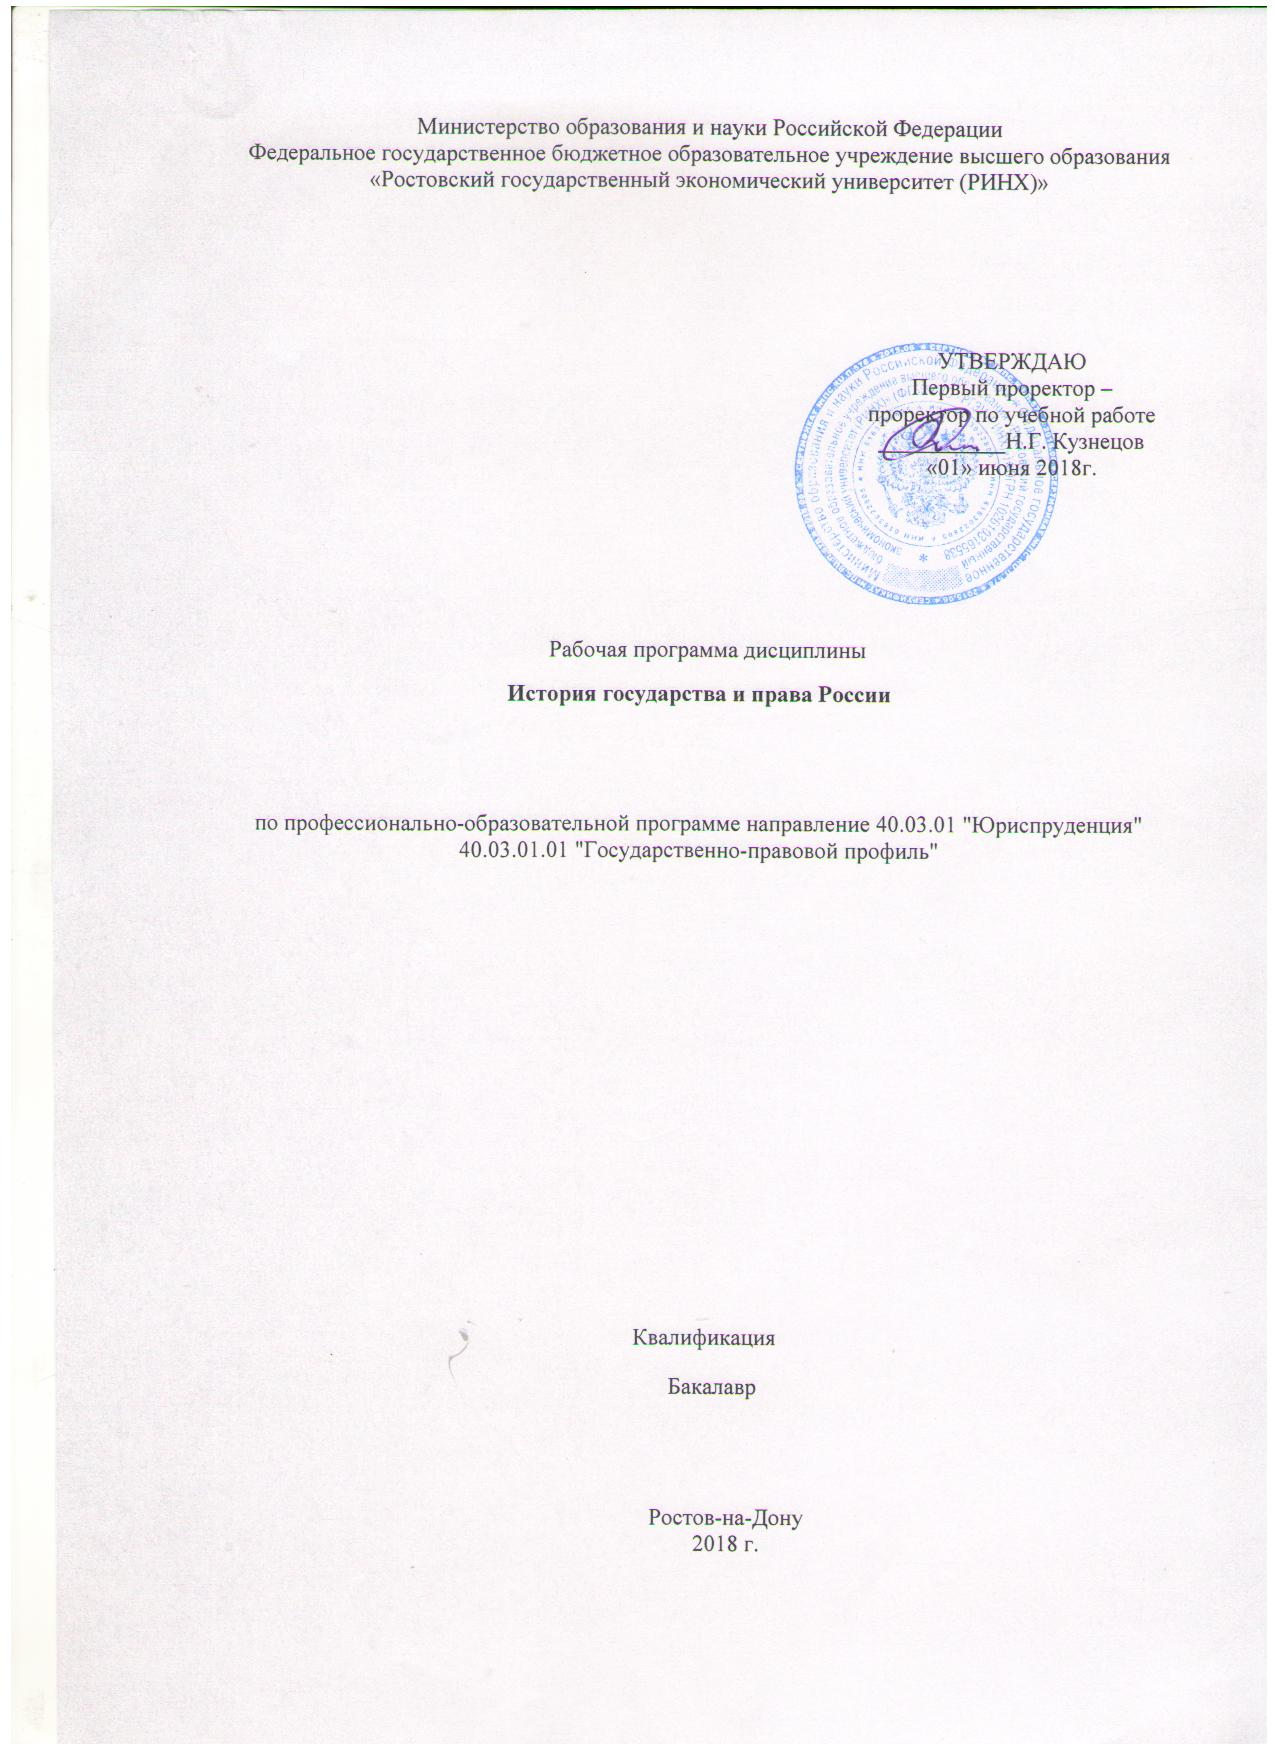 Министерство образования и науки Российской Федерации
Федеральное государственное бюджетное образовательное учреждение высшего образования
«Ростовский государственный экономический университет (РИНХ)»
УТВЕРЖДАЮ
Первый проректор –
проректор по учебной работе
Н.Г. Кузнецов
«01» июня 2018г.
Рабочая программа дисциплины
История государства и права России
по профессионально-образовательной программе направление 40.03.01 "Юриспруденция"
40.03.01.01 "Государственно-правовой профиль"
Квалификация
Бакалавр
Ростов-на-Дону
2018 г.